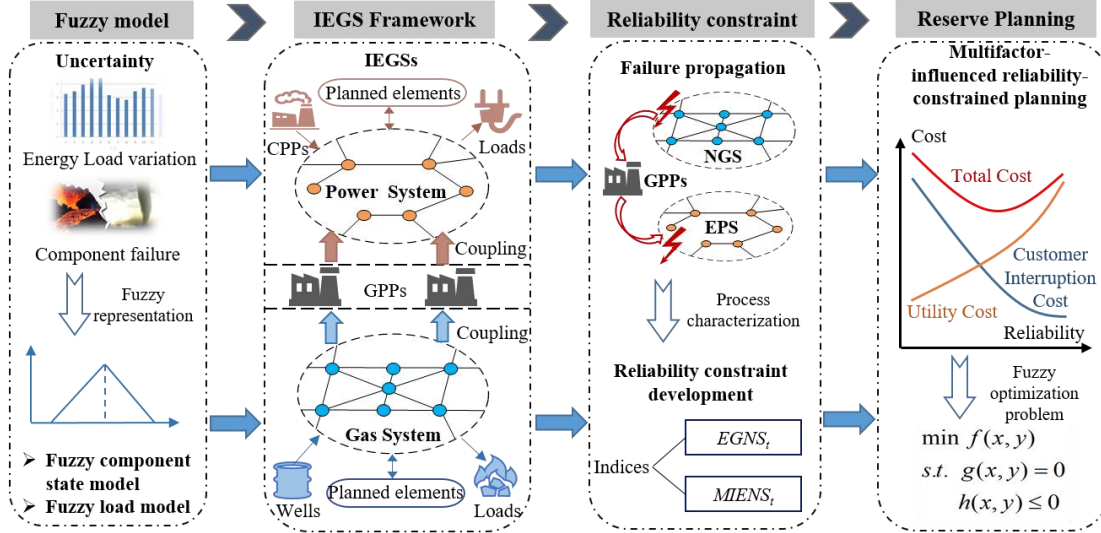 Fuzzy model
IEGS Framework
Reliability constraint
Reserve Planning
Uncertainty
Energy Load variation
Component failure
Fuzzy
representation
➢ Fuzzy component
state model
➢ Fuzzy load model
IEGSs
Planned elements
CPPs
Loads
Power System
Coupling
GPPs
Coupling
Gas System
Wells
Planned elements
Loads
Failure propagation
NGS
GPPs
EPS
Process
characterization
Reliability constraint
development
Indices
EGNS_t
MIENS_t
Multifactor-
influenced reliability-
constrained planning
Cost
Total Cost
Customer
Interruption
Cost
Utility Cost
Reliability
Fuzzy
optimization
problem
min f(x, y)
s.t. g(x, y) = 0
h(x, y) ≤ 0